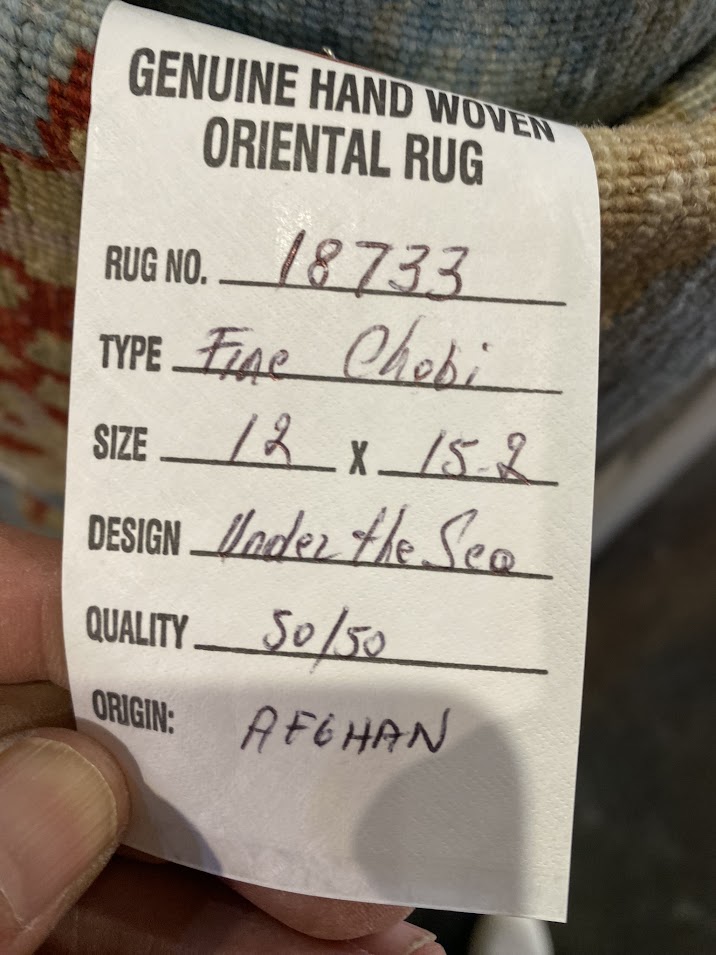 GENUINE HAND WOVEN
ORIENTAL RUG
RUG NO. 18733
TYPE Fine Chobi
SIZE 12 X 15-2
DESIGN Under the Sea
QUALITY 50/50
ORIGIN: AFGHAN